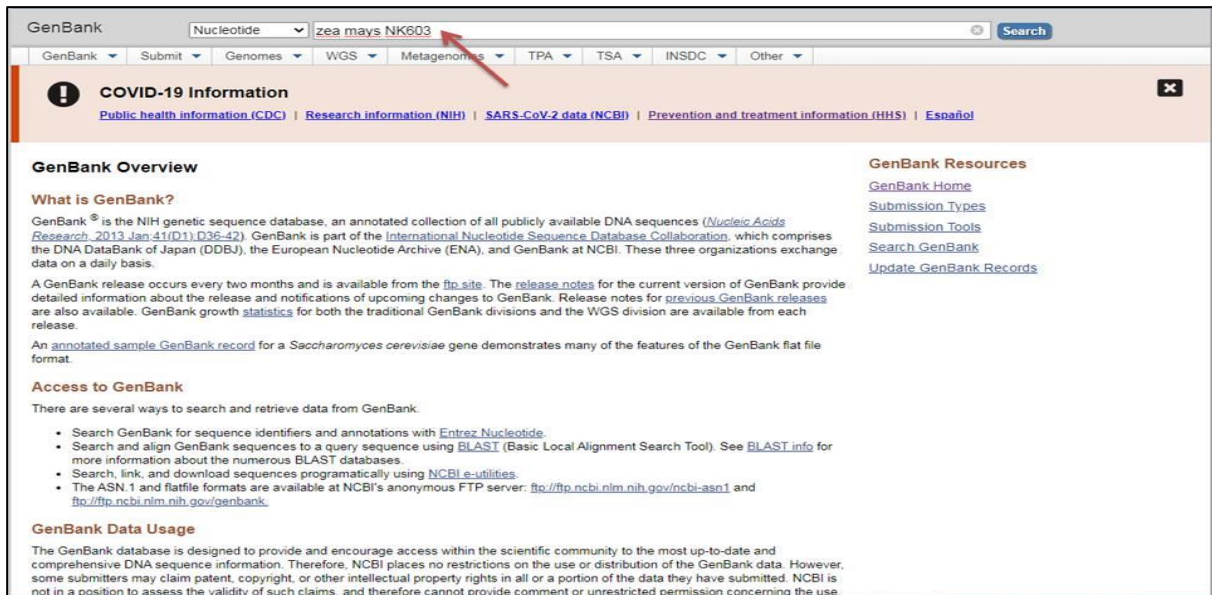 GenBank
Nucleotide
zea mays NK603
Search
GenBank Submit Genomes WGS Metagenomes TPA TSA INSDC Other
COVID-19 Information
Public health information (CDC) | Research information (NIH) | SARS-CoV-2 data (NCBI) | Prevention and treatment information (HHS) | Español
GenBank Overview
What is GenBank?
GenBank ® is the NIH genetic sequence database, an annotated collection of all publicly available DNA sequences (Nucleic Acids
Research, 2013 Jan;41(D1):D36-42). GenBank is part of the International Nucleotide Sequence Database Collaboration, which comprises
the DNA DataBank of Japan (DDBJ), the European Nucleotide Archive (ENA), and GenBank at NCBI. These three organizations exchange
data on a daily basis.
A GenBank release occurs every two months and is available from the ftp site. The release notes for the current version of GenBank provide
detailed information about the release and notifications of upcoming changes to GenBank. Release notes for previous GenBank releases
are also available. GenBank growth statistics for both the traditional GenBank divisions and the WGS division are available from each
release.
An annotated sample GenBank record for a Saccharomyces cerevisiae gene demonstrates many of the features of the GenBank flat file
format.
Access to GenBank
There are several ways to search and retrieve data from GenBank.
• Search GenBank for sequence identifiers and annotations with Entrez Nucleotide.
• Search and align GenBank sequences to a query sequence using BLAST (Basic Local Alignment Search Tool). See BLAST info for
more information about the numerous BLAST databases.
• Search, link, and download sequences programatically using NCBI e-utilities.
• The ASN.1 and flatfile formats are available at NCBI's anonymous FTP server: ftp://ftp.ncbi.nlm.nih.gov/ncbi-asn1 and
ftp://ftp.ncbi.nlm.nih.gov/genbank.
GenBank Data Usage
The GenBank database is designed to provide and encourage access within the scientific community to the most up-to-date and
comprehensive DNA sequence information. Therefore, NCBI places no restrictions on the use or distribution of the GenBank data. However,
some submitters may claim patent, copyright, or other intellectual property rights in all or a portion of the data they have submitted. NCBI is
not in a position to assess the validity of such claims, and therefore cannot provide comment or unrestricted permission concerning the use
GenBank Resources
GenBank Home
Submission Types
Submission Tools
Search GenBank
Update GenBank Records